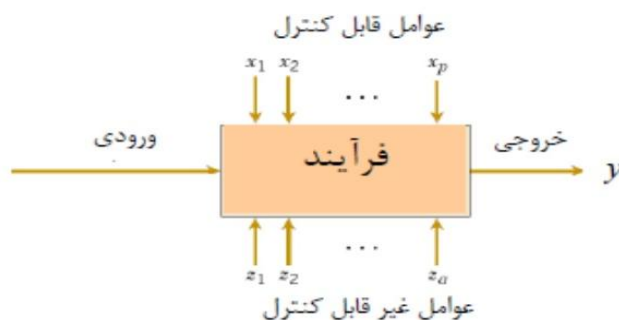 عوامل قابل کنترل
x₁ x₂ ... xₚ
ورودی
فرآیند
خروجی
y
...
z₁ z₂ zₐ
عوامل غیر قابل کنترل